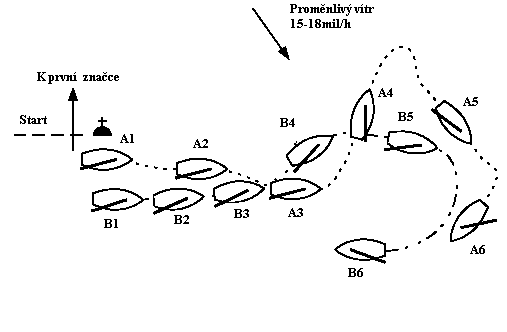 Proměnlivý vítr
15-18mil/h
K první značce
Start
A1
A2
A4
A5
B4
B5
B1
B2
B3
A3
A6
B6